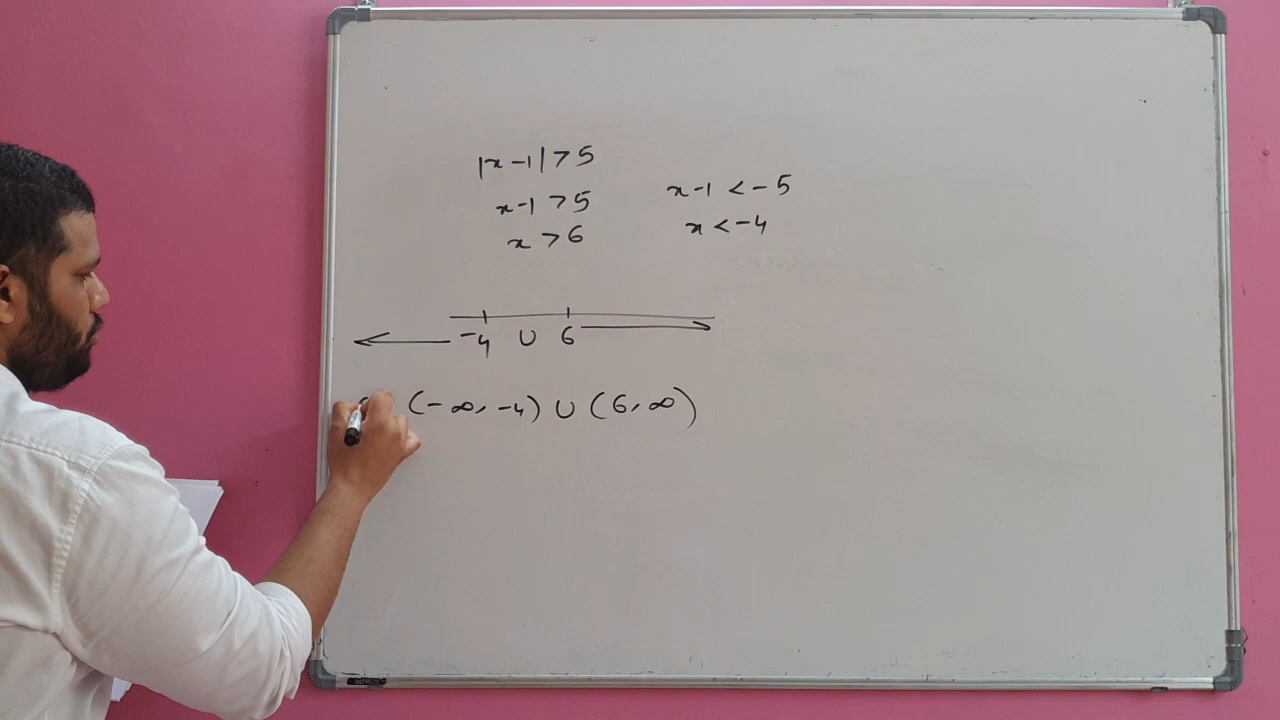 |x-1|>5
x-1>5 x-1<-5
x>6 x<-4
-4 ∪ 6
(-∞,-4)∪(6,∞)